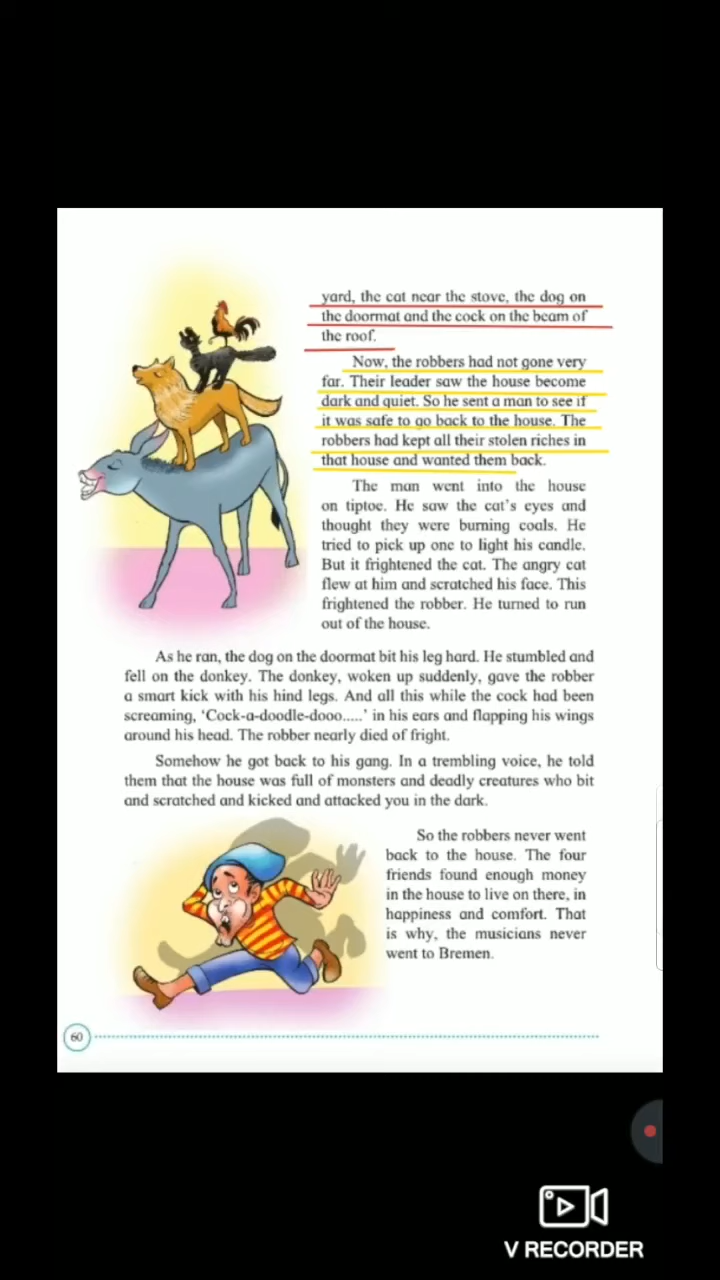 yard, the cat near the stove, the dog on
the doormat and the cock on the beam of
the roof.
Now, the robbers had not gone very
far. Their leader saw the house become
dark and quiet. So he sent a man to see if
it was safe to go back to the house. The
robbers had kept all their stolen riches in
that house and wanted them back.
The man went into the house
on tiptoe. He saw the cat's eyes and
thought they were burning coals. He
tried to pick up one to light his candle.
But it frightened the cat. The angry cat
flew at him and scratched his face. This
frightened the robber. He turned to run
out of the house.
As he ran, the dog on the doormat bit his leg hard. He stumbled and
fell on the donkey. The donkey, woken up suddenly, gave the robber
a smart kick with his hind legs. And all this while the cock had been
screaming, ‘Cock-a-doodle-dooo.....’ in his ears and flapping his wings
around his head. The robber nearly died of fright.
Somehow he got back to his gang. In a trembling voice, he told
them that the house was full of monsters and deadly creatures who bit
and scratched and kicked and attacked you in the dark.
So the robbers never went
back to the house. The four
friends found enough money
in the house to live on there, in
happiness and comfort. That
is why, the musicians never
went to Bremen.
60
V RECORDER